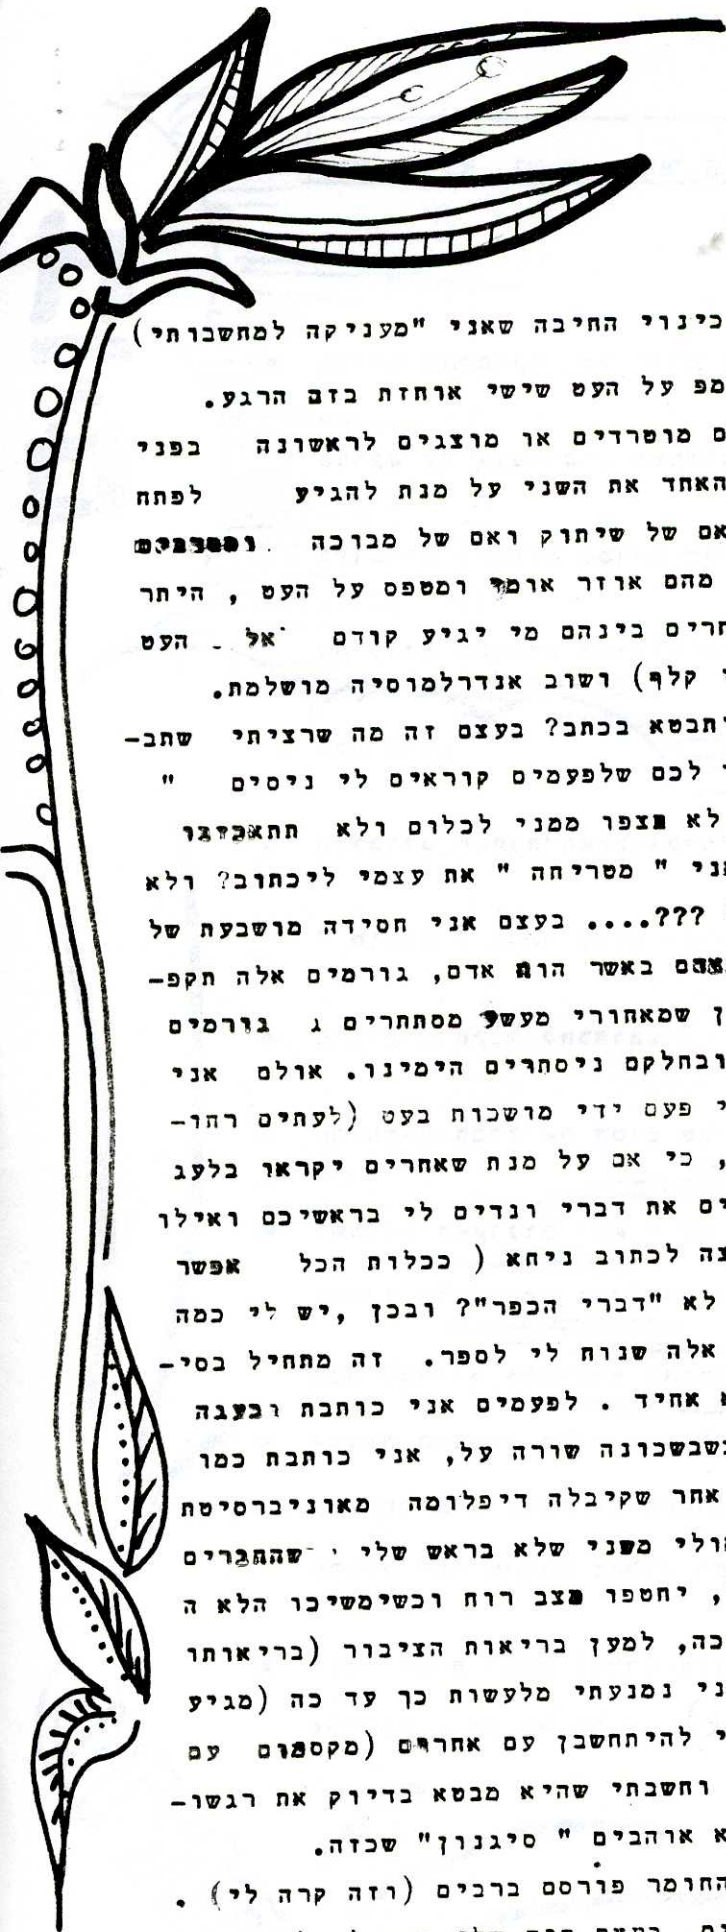 כינוי החיבה שאני "מעניקה למחשבותי)
מפ על העט שישי אוחזת בזה הרגע.
ם מוטרדים או מוצגים לראשונה בפני
האחד את השני על מנת להגיע לפתח
אם של שיתוק ואם של מבוכה
מהם אוזר אומץ ומטפס על העט , היתר
חרים בינהם מי יגיע קודם אל העט
קלף) ושוב אנדרלמוסיה מושלמת.
תבטא בכתב? בעצם זה מה שרציתי שתב-
י לכם שלפעמים קוראים לי ניסים "
לא תצפו ממני לכלום ולא תתאכזבו
אני " מטריחה " את עצמי ליכתוב? ולא
???.... בעצם אני חסידה מושבעת של
באשר הוא אדם, גורמים אלה תקפ-
ן שמאחורי מעשי מסתתרים ג גורמים
ובחלקם ניסתרים הימינו. אולם אני
י פעם ידי מושכות בעט (לעתים רחו-
, כי אם על מנת שאחרים יקראו בלעג
ים את דברי ונדים לי בראשיכם ואילו
צה לכתוב ניחא ( ככלות הכל אפשר
לא "דברי הכפר"? ובכן ,יש לי כמה
אלה שנוח לי לספר. זה מתחיל בסי-
א אחיד . לפעמים אני כותבת
שבשכונה שורה על, אני כותבת כמו
אחר שקיבלה דיפלומה מאוניברסיטת
ולי משני שלא בראש שלי שהחברים
, יחטפו מצב רוח וכשימשיכו הלא ה
כה, למען בריאות הציבור (בריאותו
ני נמנעתי מלעשות כך עד כה (מגיע
י להיתחשבן עם אחרים (מקסמום עם
וחשבתי שהיא מבטא בדיוק את רגשו-
א אוהבים " סיגנון" שכזה.
החומר פורסם ברבים (וזה קרה לי) .